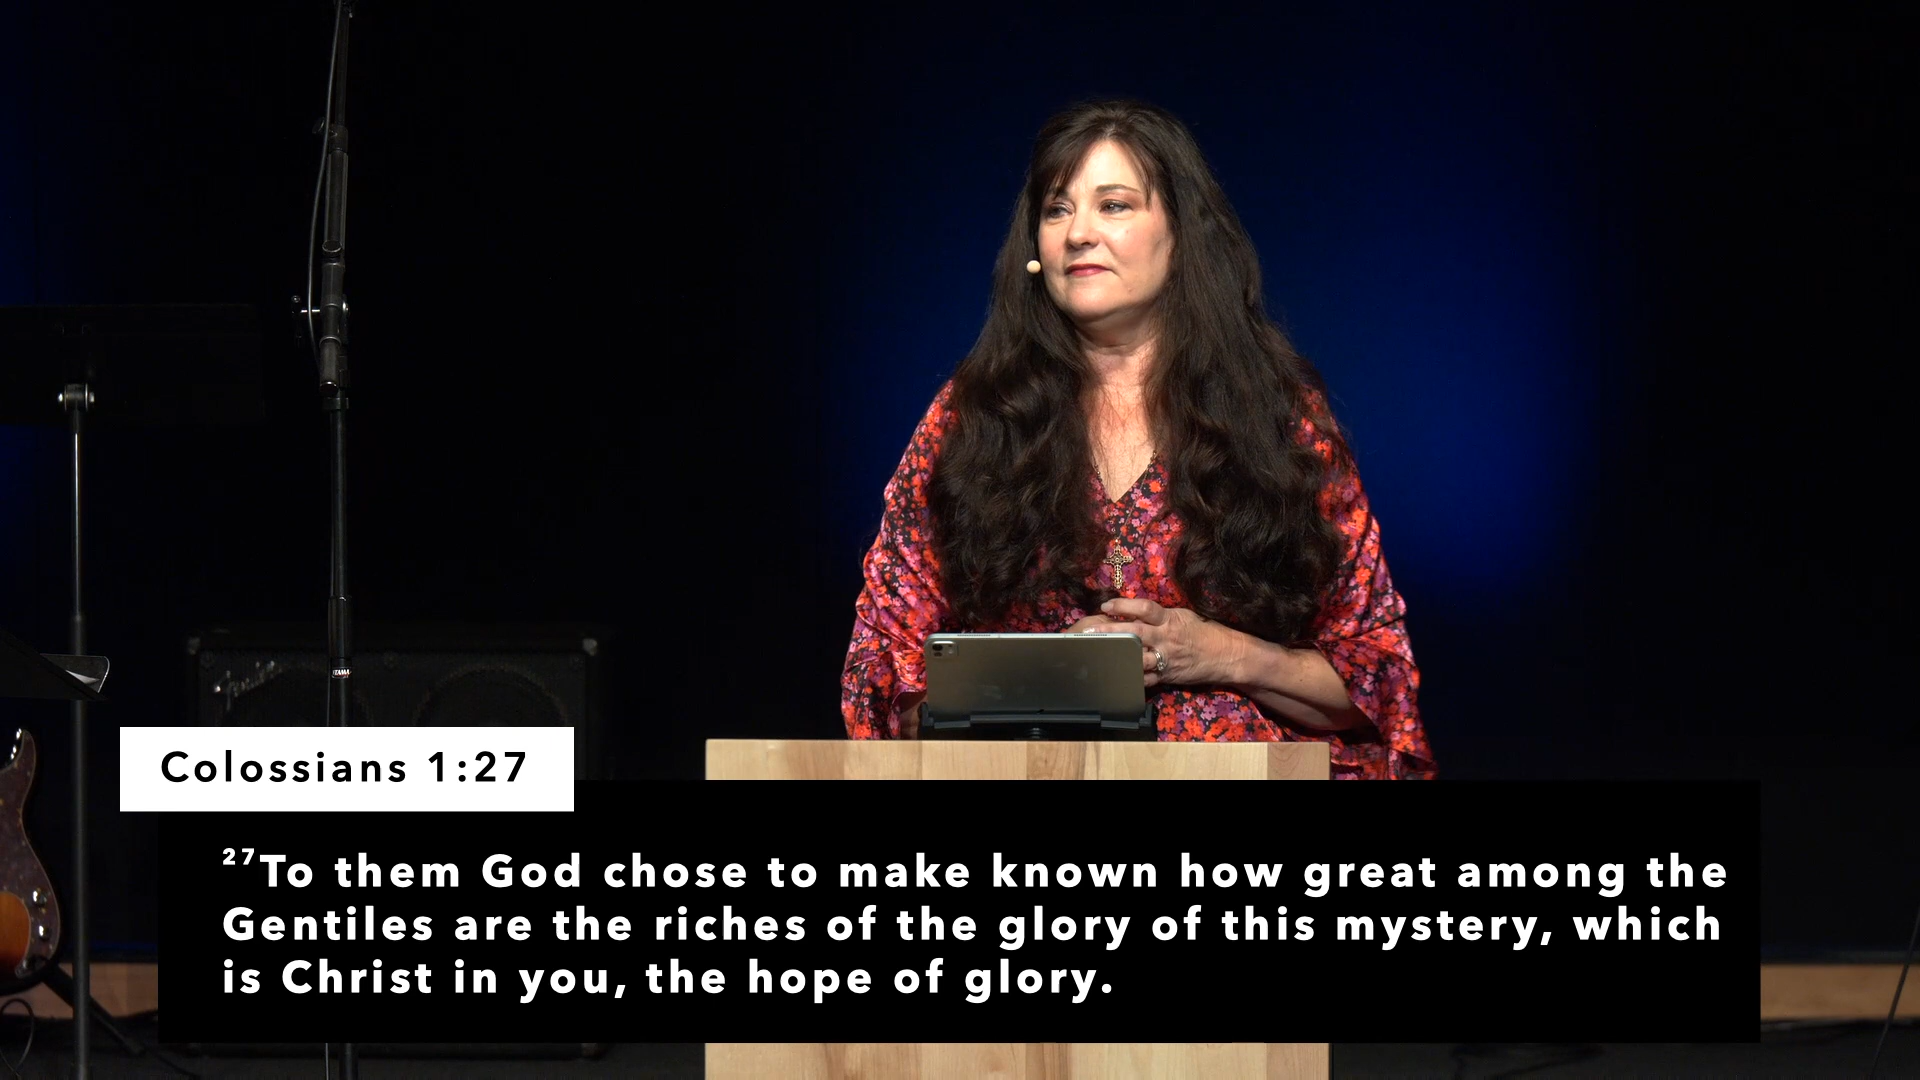 TAMA
Colossians 1:27
²⁷To them God chose to make known how great among the
Gentiles are the riches of the glory of this mystery, which
is Christ in you, the hope of glory.